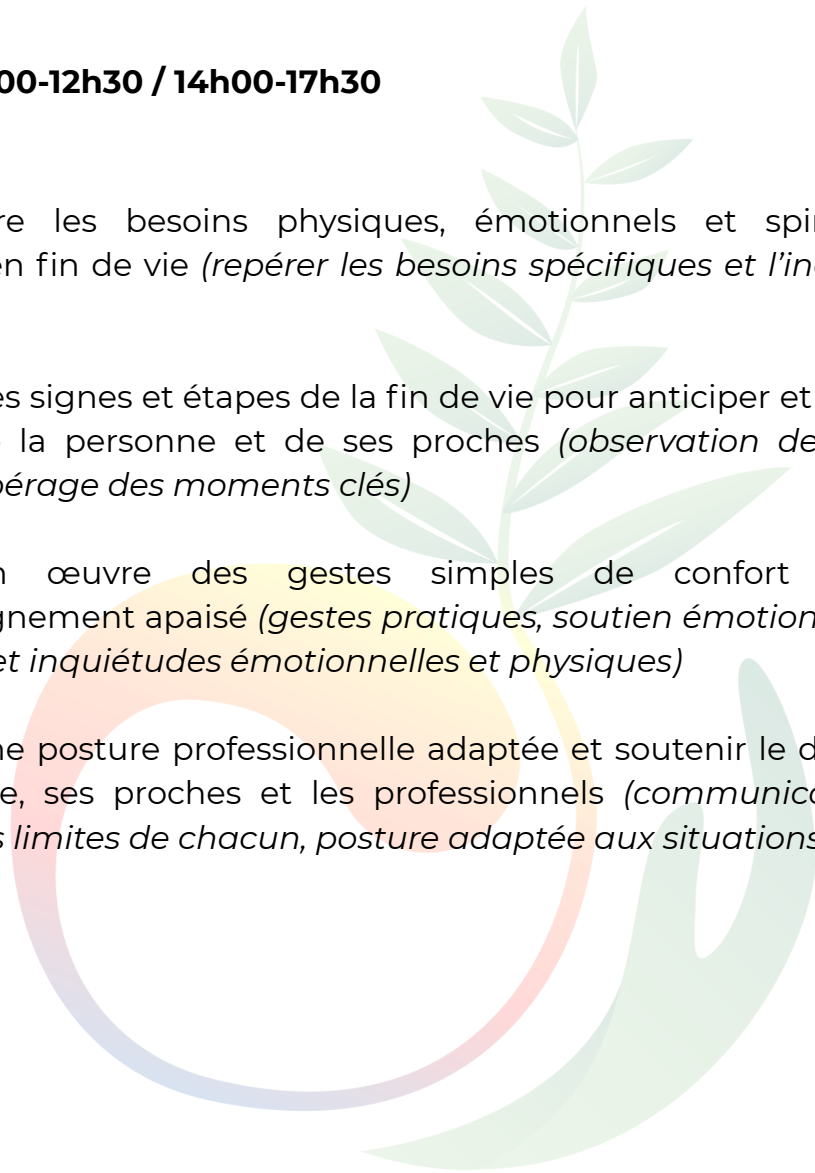 00-12h30 / 14h00-17h30
re les besoins physiques, émotionnels et spi
en fin de vie (repérer les besoins spécifiques et l'in
es signes et étapes de la fin de vie pour anticiper et
la personne et de ses proches (observation de
pérage des moments clés)
n œuvre des gestes simples de confort
gnement apaisé (gestes pratiques, soutien émotion
et inquiétudes émotionnelles et physiques)
ne posture professionnelle adaptée et soutenir le d
e, ses proches et les professionnels (communic
s limites de chacun, posture adaptée aux situations